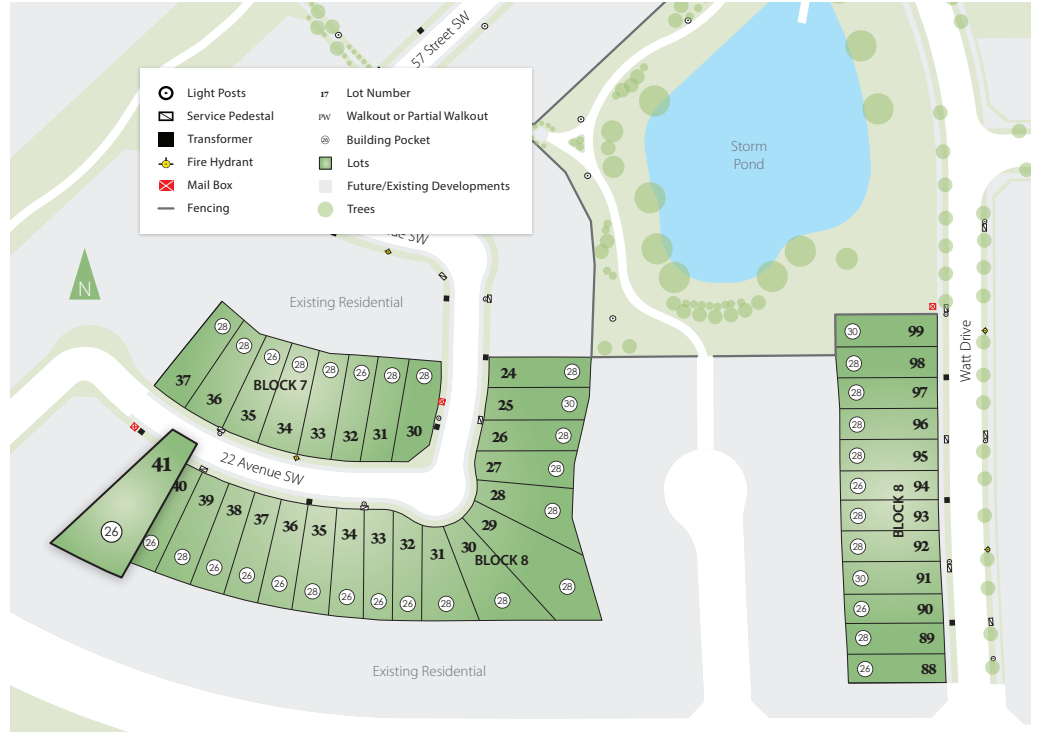 57 Street SW
Light Posts
Service Pedestal
Transformer
Fire Hydrant
Mail Box
Fencing
17 Lot Number
PW Walkout or Partial Walkout
26 Building Pocket
Lots
Future/Existing Developments
Trees
Storm
Pond
SW
N
Existing Residential
Watt Drive
28 28 26 28 28 26 28 28
BLOCK 7
37 36 35 34 33 32 31 30
22 Avenue SW
24 28
25 30
26 28
27 28
28 28
29 28
30 28
BLOCK 8
41 40 39 38 37 36 35 34 33 32 31
26 26 28 26 26 26 28 26 26 26 28
30 99
28 98
28 97
28 96
28 95
26 94
28 93
28 92
30 91
26 90
28 89
26 88
BLOCK 8
Existing Residential